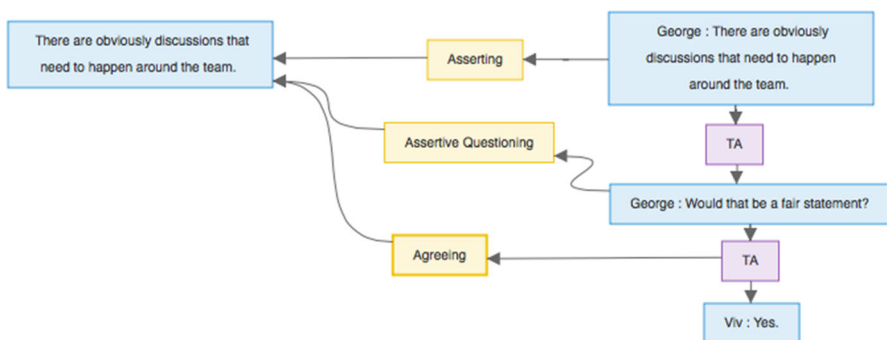 There are obviously discussions that
need to happen around the team.
Asserting
George : There are obviously
discussions that need to happen
around the team.
TA
Assertive Questioning
George : Would that be a fair statement?
Agreeing
TA
Viv : Yes.